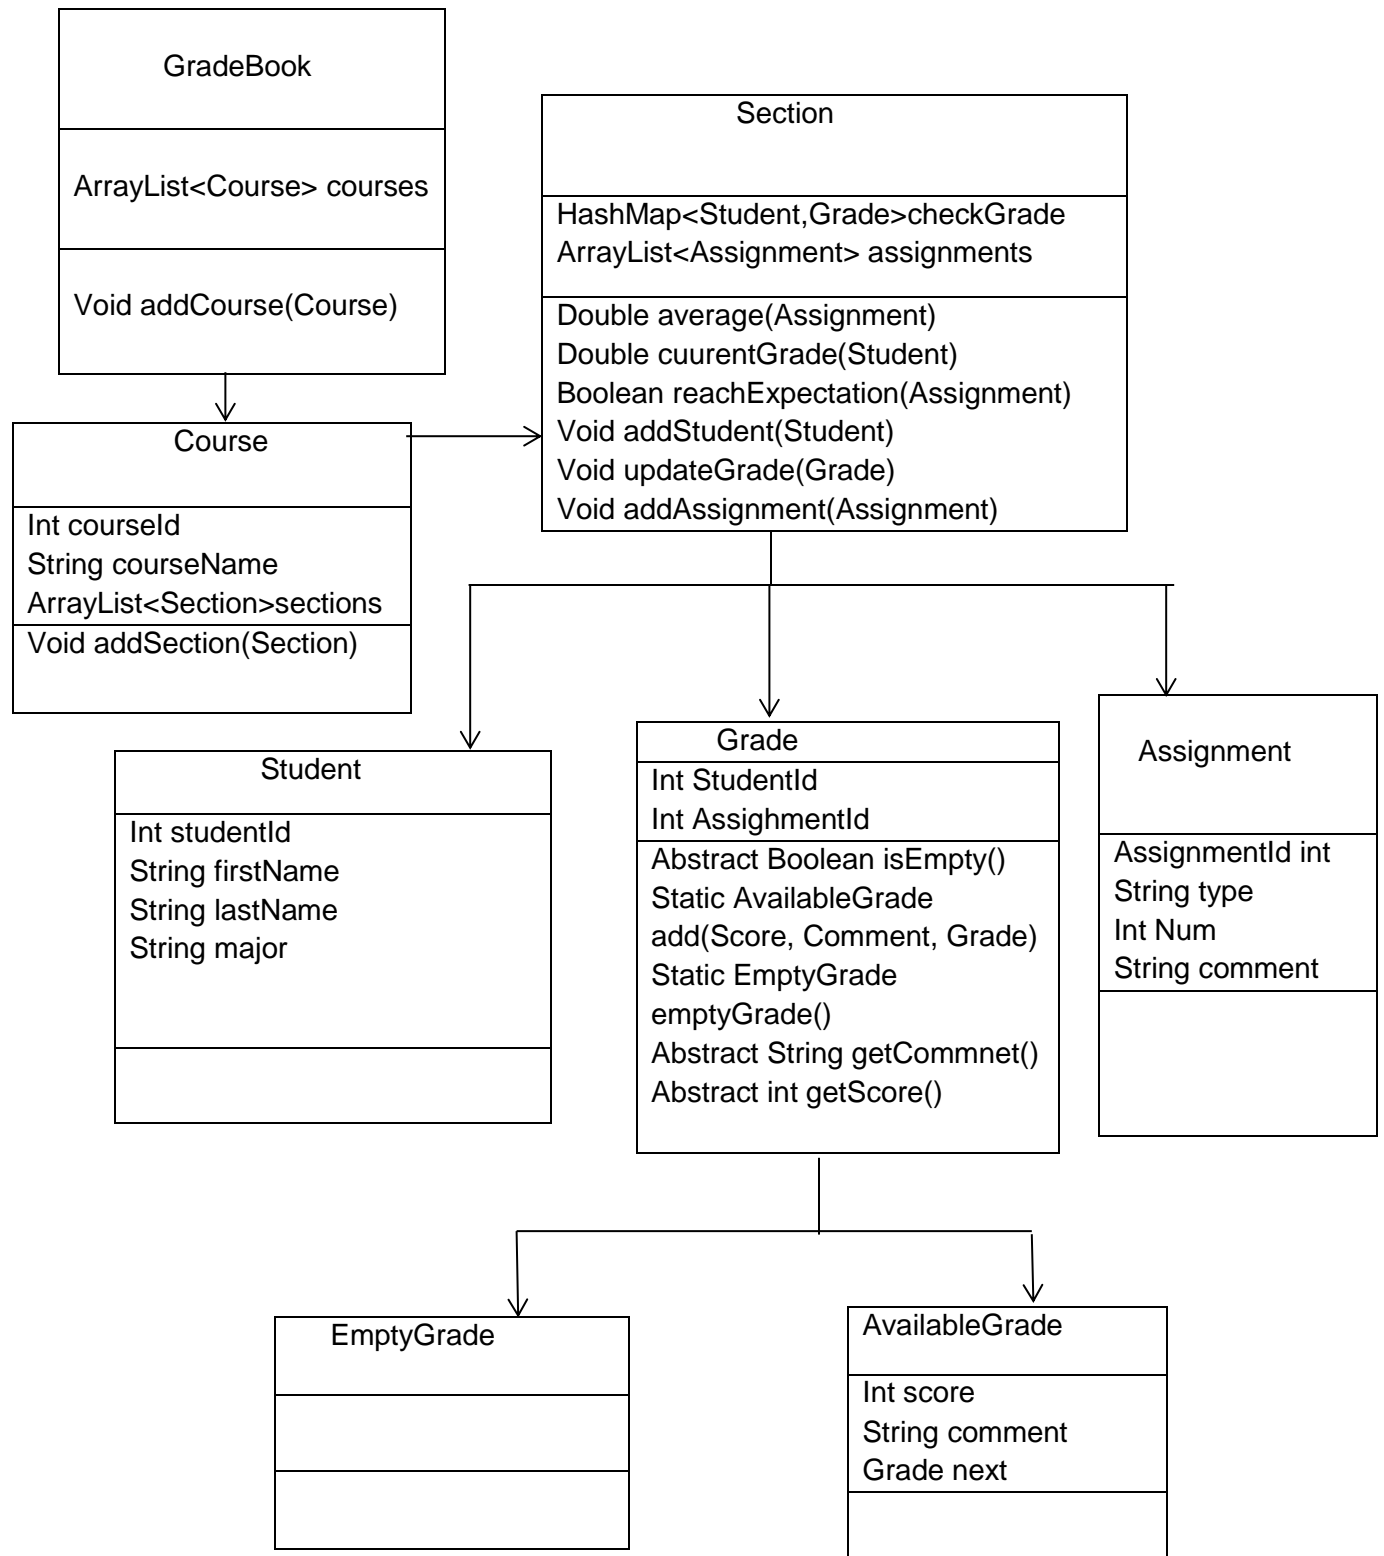 GradeBook
ArrayList<Course> courses
Void addCourse(Course)
Section
HashMap<Student,Grade>checkGrade
ArrayList<Assignment> assignments
Double average(Assignment)
Double cuurentGrade(Student)
Boolean reachExpectation(Assignment)
Void addStudent(Student)
Void updateGrade(Grade)
Void addAssignment(Assignment)
Course
Int courseId
String courseName
ArrayList<Section>sections
Void addSection(Section)
Student
Int studentId
String firstName
String lastName
String major
Grade
Int StudentId
Int AssighmentId
Abstract Boolean isEmpty()
Static AvailableGrade
add(Score, Comment, Grade)
Static EmptyGrade
emptyGrade()
Abstract String getCommnet()
Abstract int getScore()
Assignment
AssignmentId int
String type
Int Num
String comment
EmptyGrade
AvailableGrade
Int score
String comment
Grade next